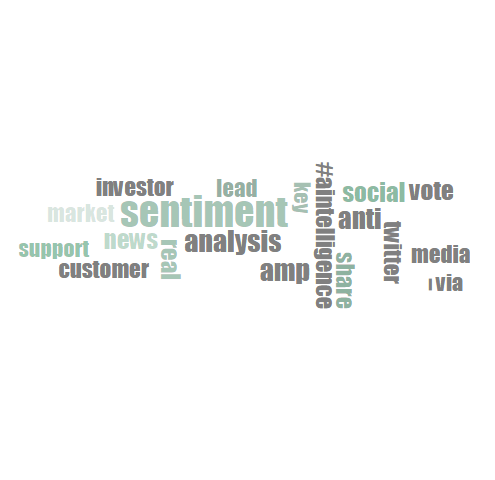 investor
lead
key
#aintelligence
social
vote
market
sentiment
anti
support
news
real
analysis
twitter
media
customer
amp
share
via